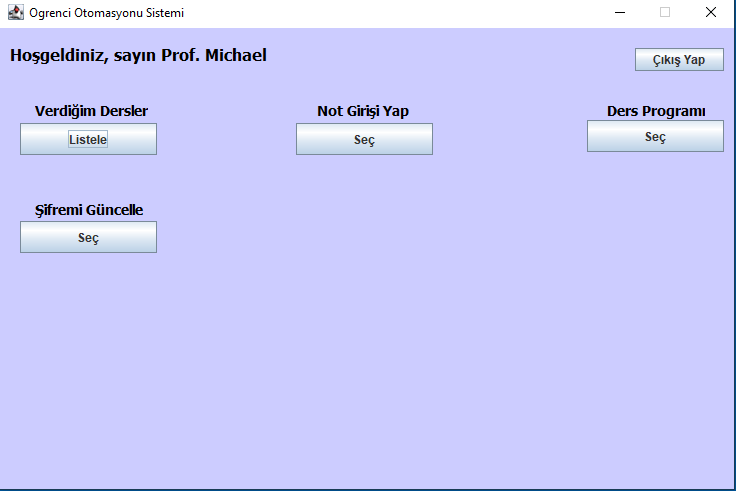 Ogrenci Otomasyonu Sistemi
Hoşgeldiniz, sayın Prof. Michael
Çıkış Yap
Verdiğim Dersler
Not Girişi Yap
Ders Programı
Listele
Seç
Seç
Şifremi Güncelle
Seç